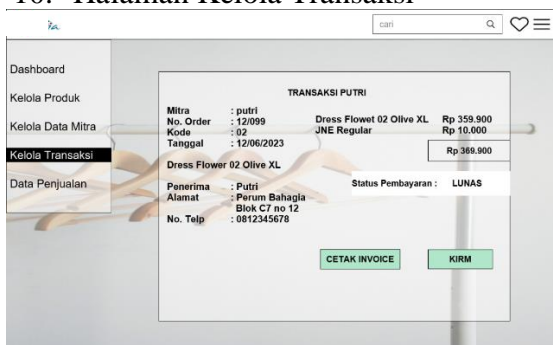 10. Halaman Kelola Transaksi
cari
Dashboard
Kelola Produk
Kelola Data Mitra
Kelola Transaksi
Data Penjualan
TRANSAKSI PUTRI
Mitra : putri
No. Order : 12/099
Kode : 02
Tanggal : 12/06/2023
Dress Flower 02 Olive XL
Penerima : Putri
Alamat : Perum Bahagia
Blok C7 no 12
No. Telp : 0812345678
Dress Flowet 02 Olive XL Rp 359.900
JNE Regular Rp 10.000
Rp 369.900
Status Pembayaran : LUNAS
CETAK INVOICE
KIRM